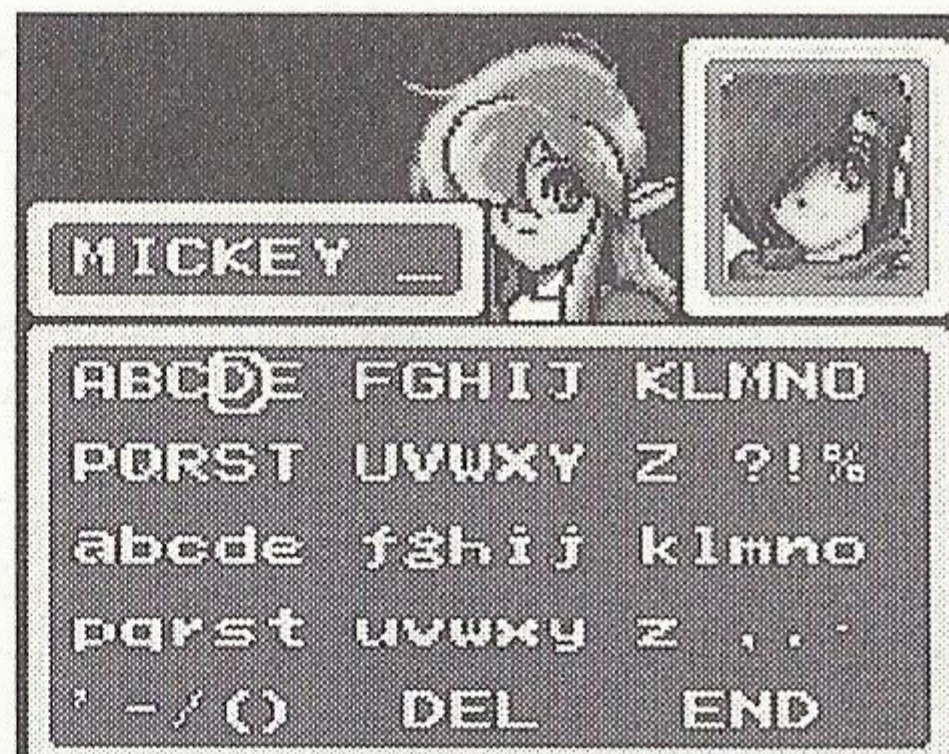 MICKEY _
ABCDE FGHIJ KLMNO
PQRST UVWXY Z ?!%
abcde fghij klmno
pqrst uvwxy z ,.·
' -/() DEL END